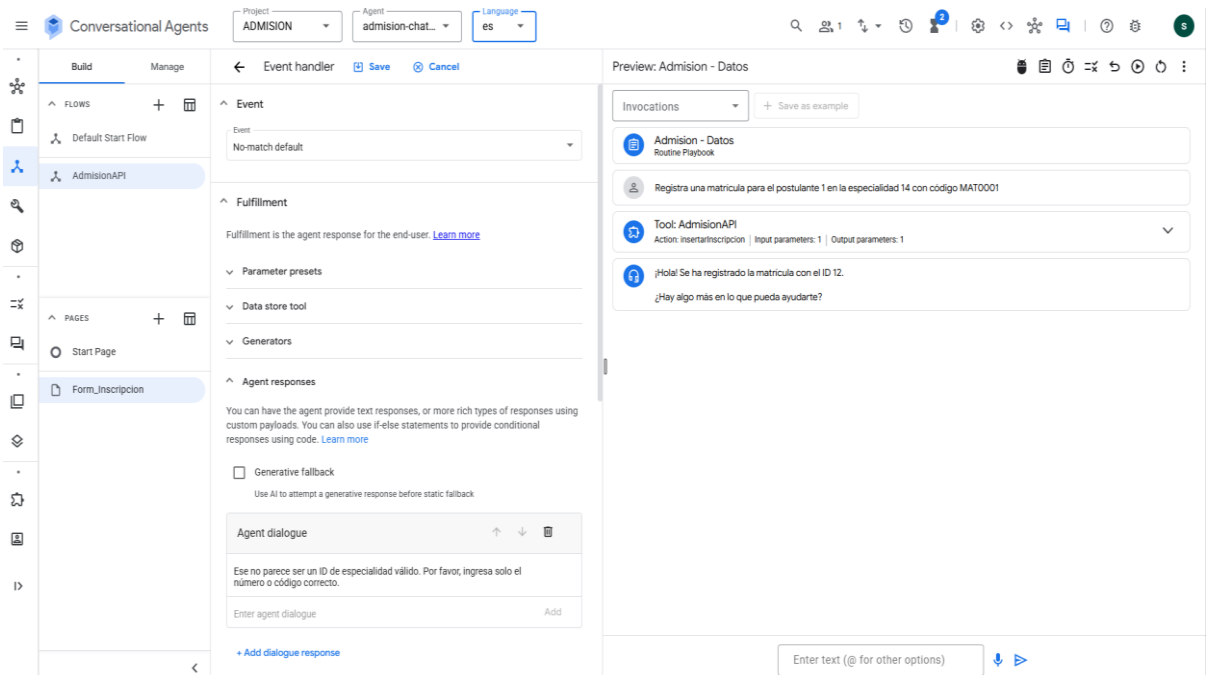 Conversational Agents
Project
ADMISION
Agent
admision-chat...
Language
es
1
2
s
Build
Manage
FLOWS
Default Start Flow
AdmisionAPI
PAGES
Start Page
Form_Inscripcion
Event handler
Save
Cancel
Event
Event
No-match default
Fulfillment
Fulfillment is the agent response for the end-user. Learn more
Parameter presets
Data store tool
Generators
Agent responses
You can have the agent provide text responses, or more rich types of responses using
custom payloads. You can also use if-else statements to provide conditional
responses using code. Learn more
Generative fallback
Use AI to attempt a generative response before static fallback
Agent dialogue
Ese no parece ser un ID de especialidad válido. Por favor, ingresa solo el
número o código correcto.
Enter agent dialogue
Add
+ Add dialogue response
Preview: Admision - Datos
Invocations
+ Save as example
Admision - Datos
Routine Playbook
Registra una matricula para el postulante 1 en la especialidad 14 con código MAT0001
Tool: AdmisionAPI
Action: insertarInscripcion | Input parameters: 1 | Output parameters: 1
¡Hola! Se ha registrado la matrícula con el ID 12.
¿Hay algo más en lo que pueda ayudarte?
Enter text (@ for other options)